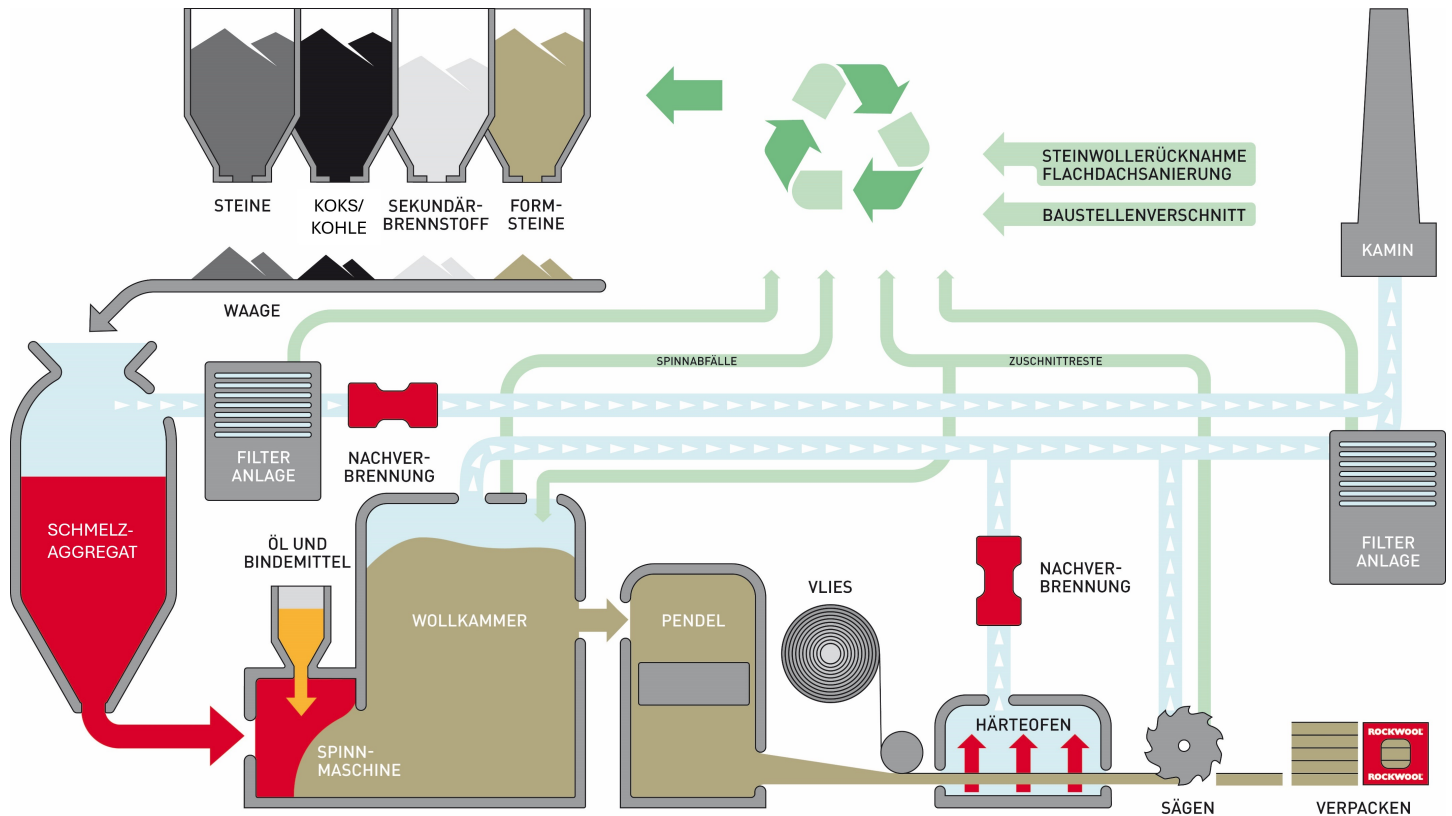 STEINE
KOKS/
KOHLE
SEKUNDÄR-
BRENNSTOFF
FORM-
STEINE
STEINWOLLERÜCKNAHME
FLACHDACHSANIERUNG
BAUSTELLENVERSCHNITT
KAMIN
WAAGE
SPINNABFÄLLE
ZUSCHNITTRESTE
FILTER
ANLAGE
NACHVER-
BRENNUNG
SCHMELZ-
AGGREGAT
ÖL UND
BINDEMITTEL
WOLLKAMMER
PENDEL
VLIES
NACHVER-
BRENNUNG
FILTER
ANLAGE
SPINN-
MASCHINE
HÄRTEOFEN
SÄGEN
ROCKWOOL
ROCKWOOL
VERPACKEN